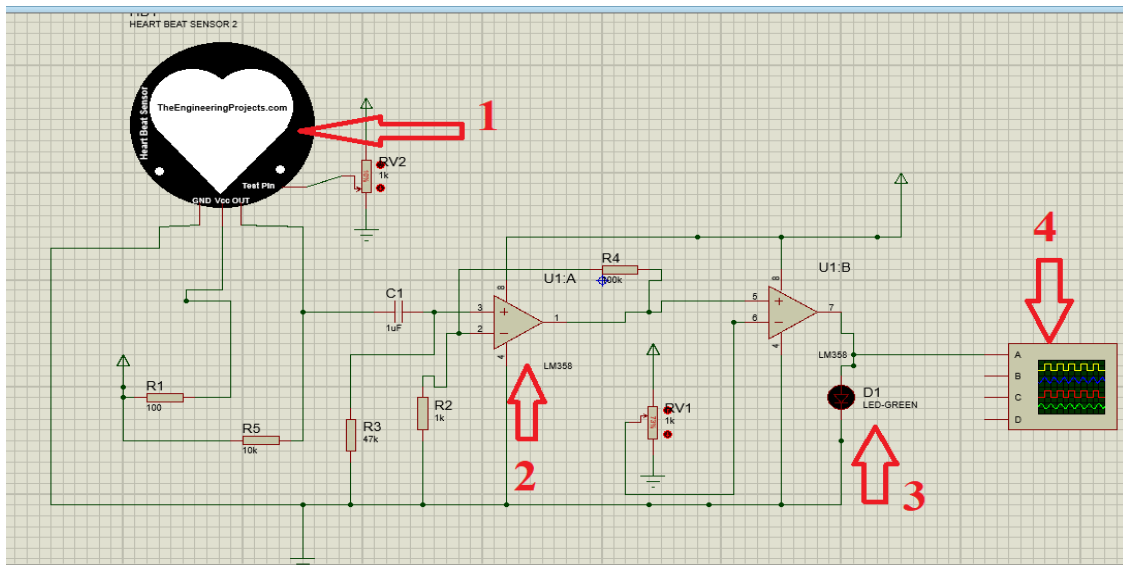 HEART BEAT SENSOR 2
TheEngineeringProjects.com
Heart Beat Sensor
Test Pin
GND Vcc OUT
1
RV2
1k
R4
U1:A
U1:B
4
C1
1uF
3
2
8
1
4
LM358
5
6
8
7
4
LM358
A
B
C
D
R1
100
R5
10k
R3
47k
R2
1k
RV1
1k
D1
LED-GREEN
2
3